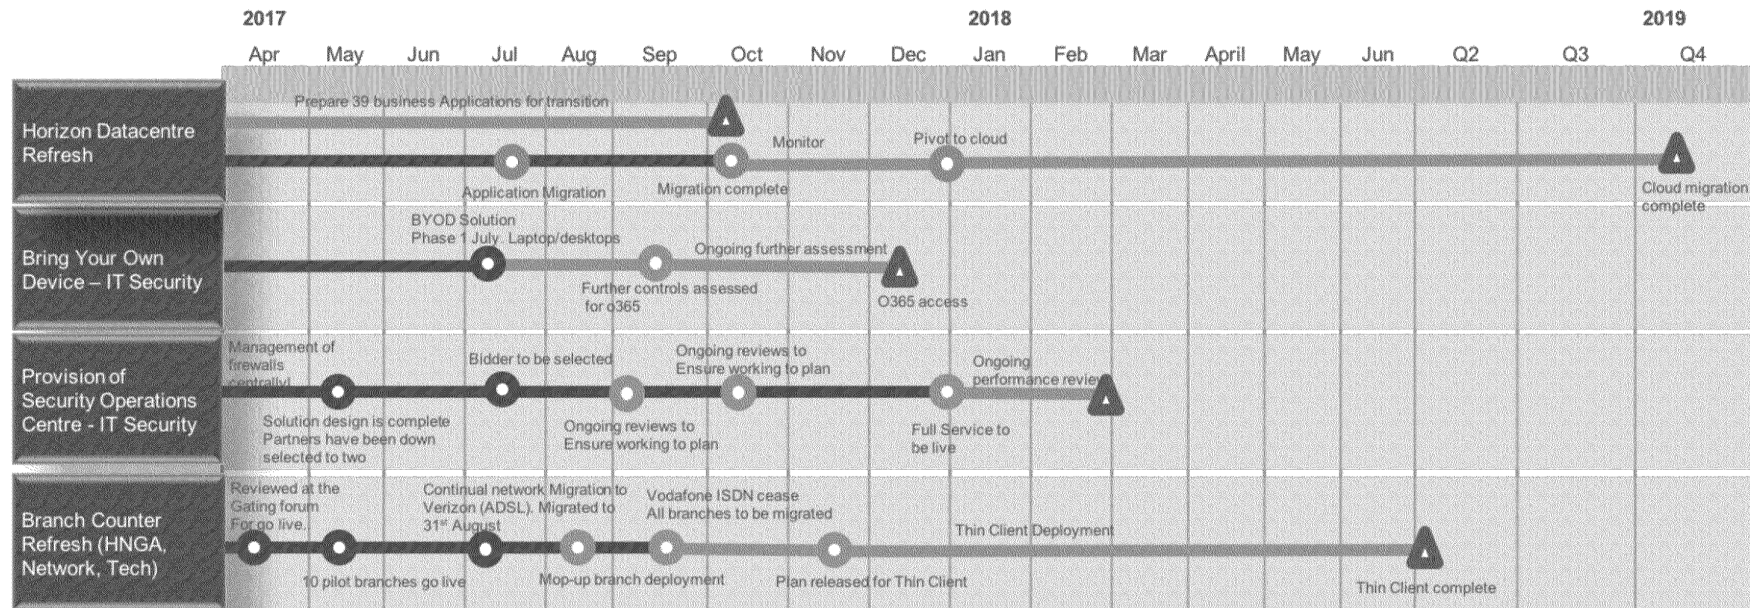 2017 2018 2019
Apr May Jun Jul Aug Sep Oct Nov Dec Jan Feb Mar April May Jun Q2 Q3 Q4
Horizon Datacentre
Refresh
Prepare 39 business Applications for transition
Monitor
Pivot to cloud
Application Migration
Migration complete
Cloud migration
complete
Bring Your Own
Device – IT Security
BYOD Solution
Phase 1 July. Laptop/desktops
Ongoing further assessment
Further controls assessed
for o365
O365 access
Provision of
Security Operations
Centre - IT Security
Management of
firewalls
centrally!
Bidder to be selected
Ongoing reviews to
Ensure working to plan
Ongoing
performance review
Solution design is complete
Partners have been down
selected to two
Ongoing reviews to
Ensure working to plan
Full Service to
be live
Branch Counter
Refresh (HNGA,
Network, Tech)
Reviewed at the
Gating forum
For go live..
Continual network Migration to
Verizon (ADSL). Migrated to
31st August
Vodafone ISDN cease
All branches to be migrated
Thin Client Deployment
10 pilot branches go live
Mop-up branch deployment
Plan released for Thin Client
Thin Client complete